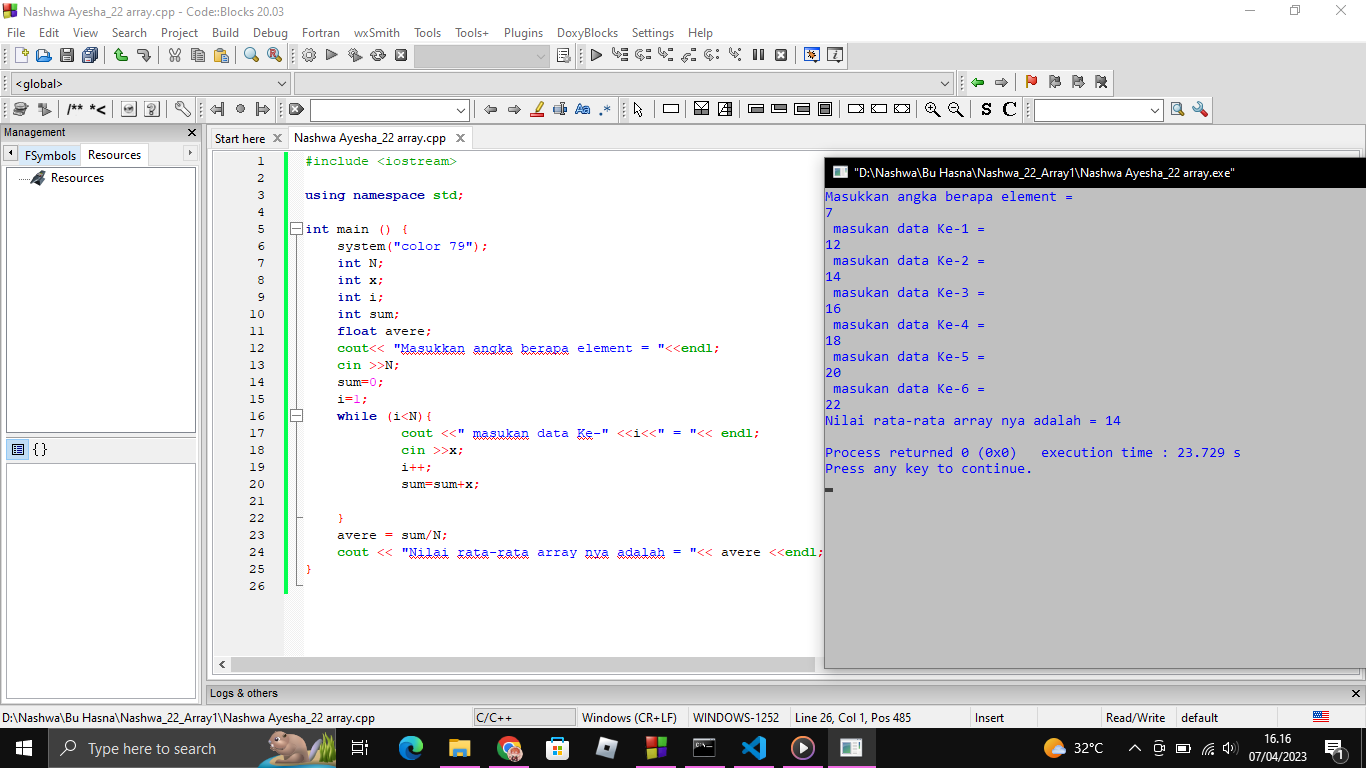 Nashwa Ayesha_22 array.cpp - Code::Blocks 20.03
File Edit View Search Project Build Debug Fortran wxSmith Tools Tools+ Plugins DoxyBlocks Settings Help
<global>
/** *<
Aa .*
S C
Management
FSymbols Resources
Resources
{}
Start here Nashwa Ayesha_22 array.cpp
1 #include <iostream>
2
3 using namespace std;
4
5 int main () {
6 system("color 79");
7 int N;
8 int x;
9 int i;
10 int sum;
11 float avere;
12 cout<< "Masukkan angka berapa element = "<<endl;
13 cin >>N;
14 sum=0;
15 i=1;
16 while (i<N){
17 cout <<" masukan data Ke-" <<i<<" = "<< endl;
18 cin >>x;
19 i++;
20 sum=sum+x;
21
22 }
23 avere = sum/N;
24 cout << "Nilai rata-rata array nya adalah = "<< avere <<endl;
25 }
26
"D:\Nashwa\Bu Hasna\Nashwa_22_Array1\Nashwa Ayesha_22 array.exe"
Masukkan angka berapa element =
7
masukan data Ke-1 =
12
masukan data Ke-2 =
14
masukan data Ke-3 =
16
masukan data Ke-4 =
18
masukan data Ke-5 =
20
masukan data Ke-6 =
22
Nilai rata-rata array nya adalah = 14
Process returned 0 (0x0) execution time : 23.729 s
Press any key to continue.
Logs & others
D:\Nashwa\Bu Hasna\Nashwa_22_Array1\Nashwa Ayesha_22 array.cpp C/C++ Windows (CR+LF) WINDOWS-1252 Line 26, Col 1, Pos 485 Insert Read/Write default
Type here to search
32°C
16.16
07/04/2023
1